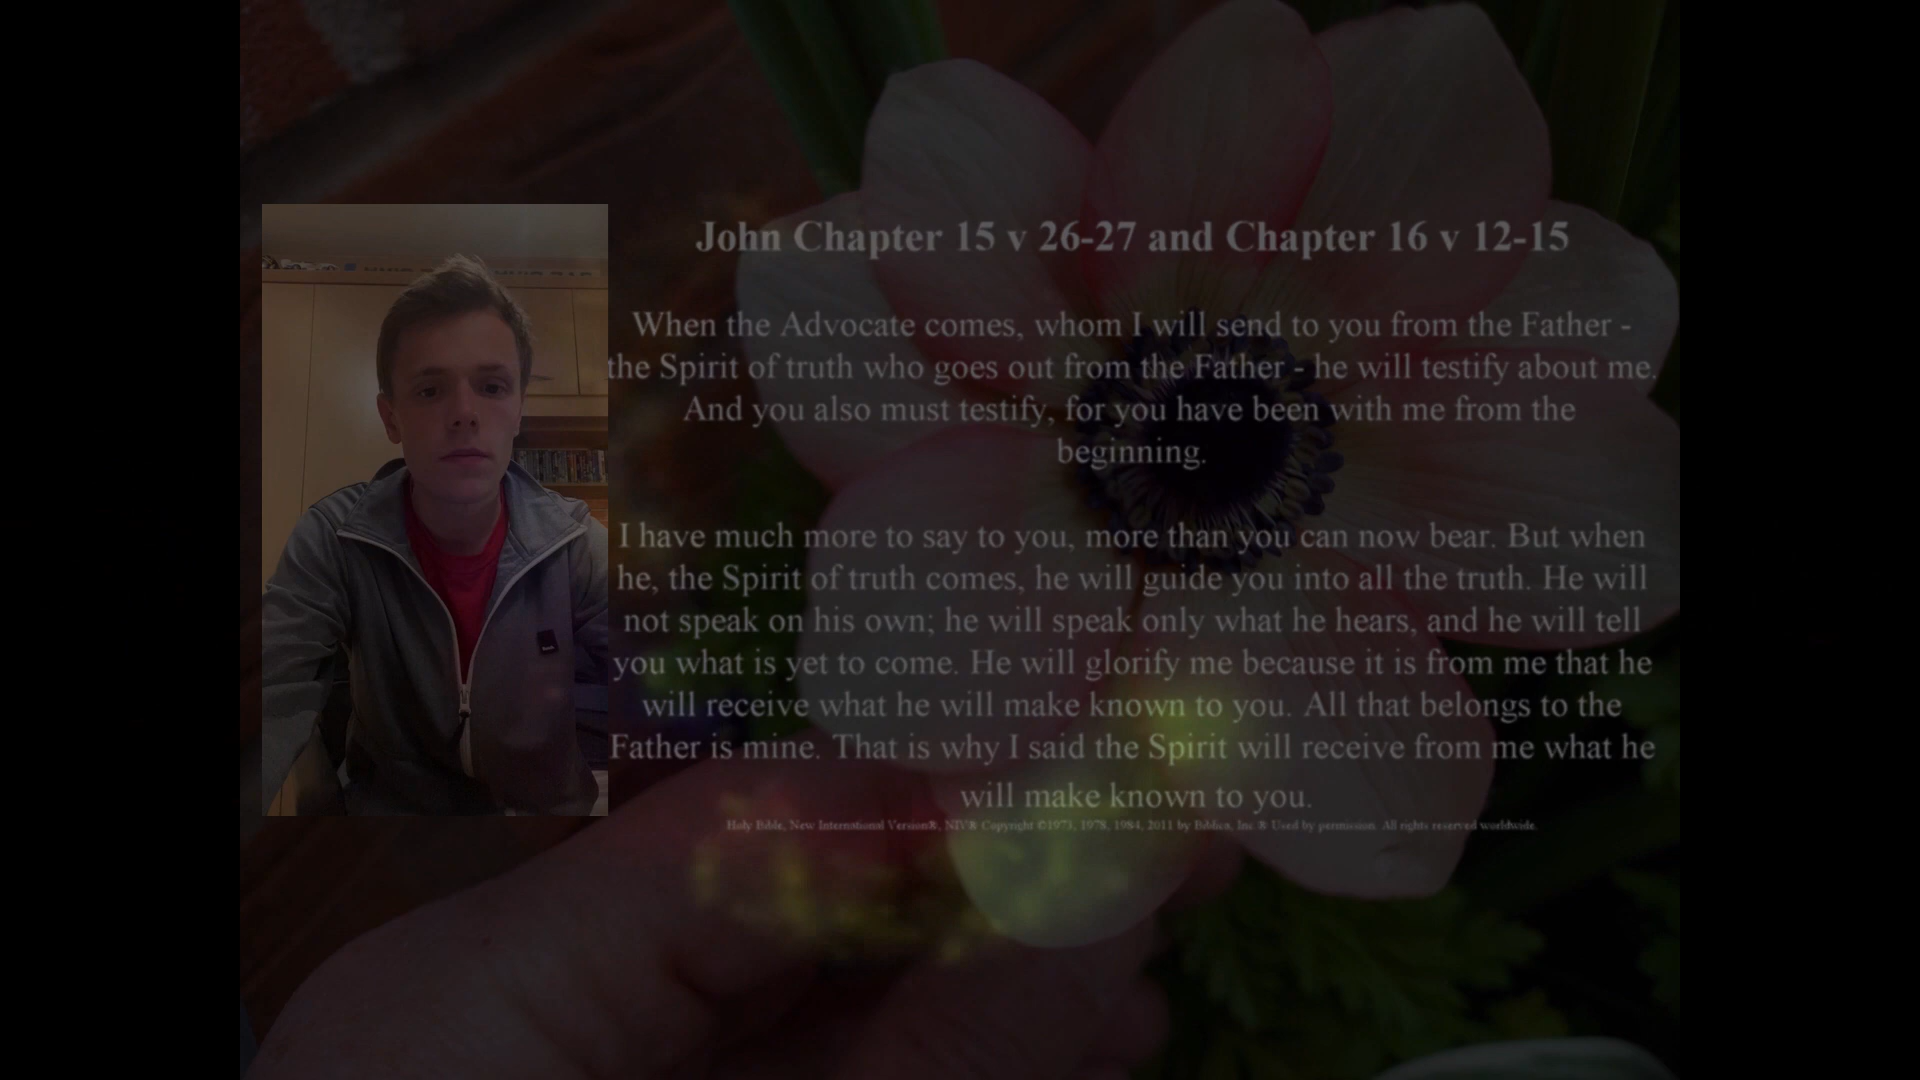 John Chapter 15 v 26-27 and Chapter 16 v 12-15
When the Advocate comes, whom I will send to you from the Father -
the Spirit of truth who goes out from the Father - he will testify about me.
And you also must testify, for you have been with me from the
beginning.
I have much more to say to you, more than you can now bear. But when
he, the Spirit of truth comes, he will guide you into all the truth. He will
not speak on his own; he will speak only what he hears, and he will tell
you what is yet to come. He will glorify me because it is from me that he
will receive what he will make known to you. All that belongs to the
Father is mine. That is why I said the Spirit will receive from me what he
will make known to you.
Holy Bible, New International Version®, NIV® Copyright ©1973, 1978, 1984, 2011 by Biblica, Inc.® Used by permission. All rights reserved worldwide.